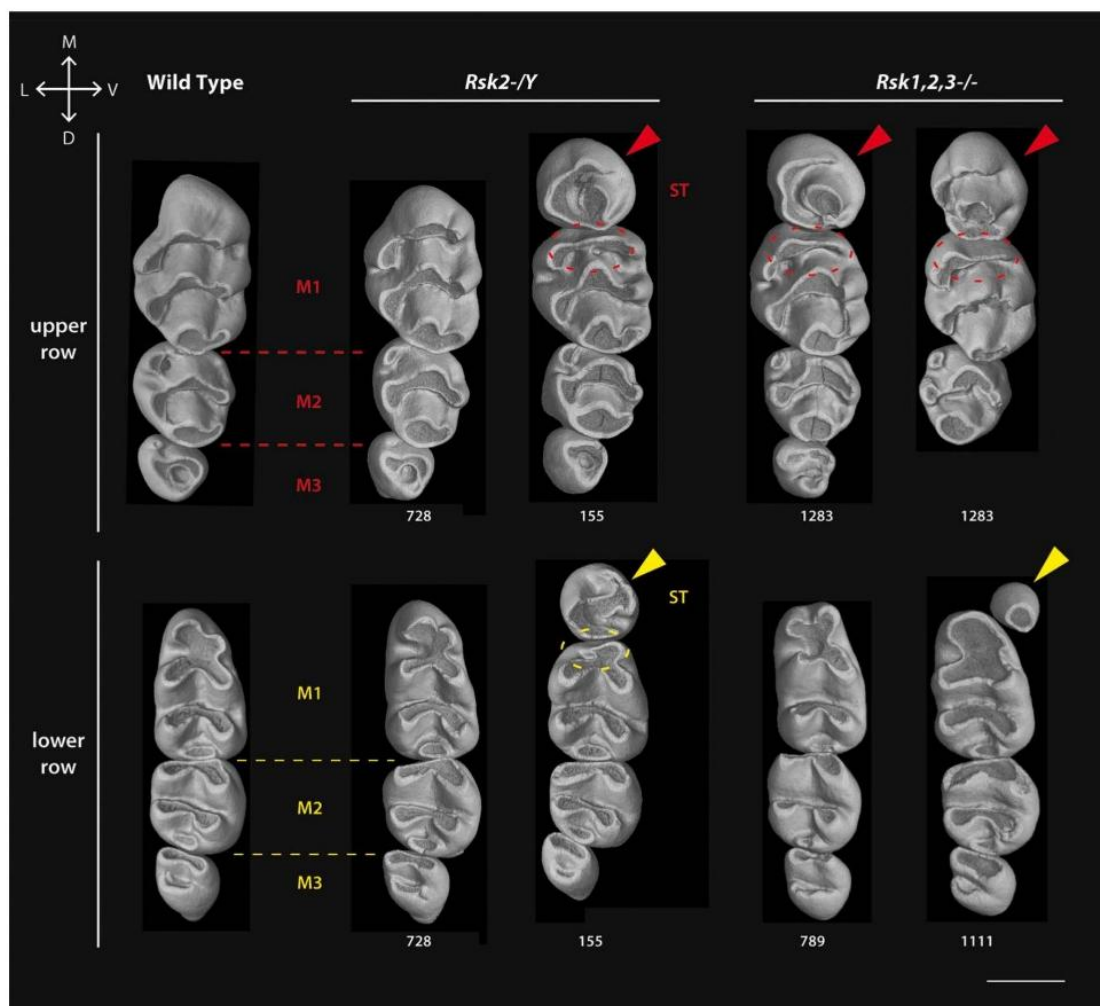 M
L V
D
Wild Type
Rsk2-/Y
Rsk1,2,3-/-
ST
M1
upper
row
M2
M3
728
155
1283
1283
ST
M1
lower
row
M2
M3
728
155
789
1111